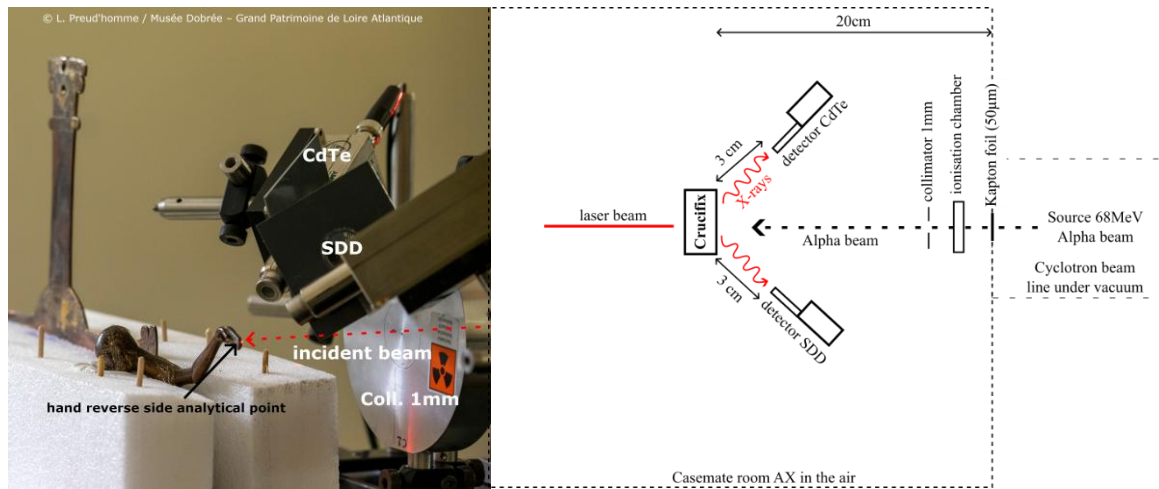 © L. Preud'homme / Musée Dobrée – Grand Patrimoine de Loire Atlantique
CdTe
SDD
incident beam
hand reverse side analytical point
Coll. 1mm
20cm
detector CdTe
3 cm
X-rays
collimator 1mm
ionisation chamber
Kapton foil (50µm)
laser beam
Crucifix
Alpha beam
Source 68MeV
Alpha beam
Cyclotron beam
line under vacuum
3 cm
detector SDD
Casemate room AX in the air